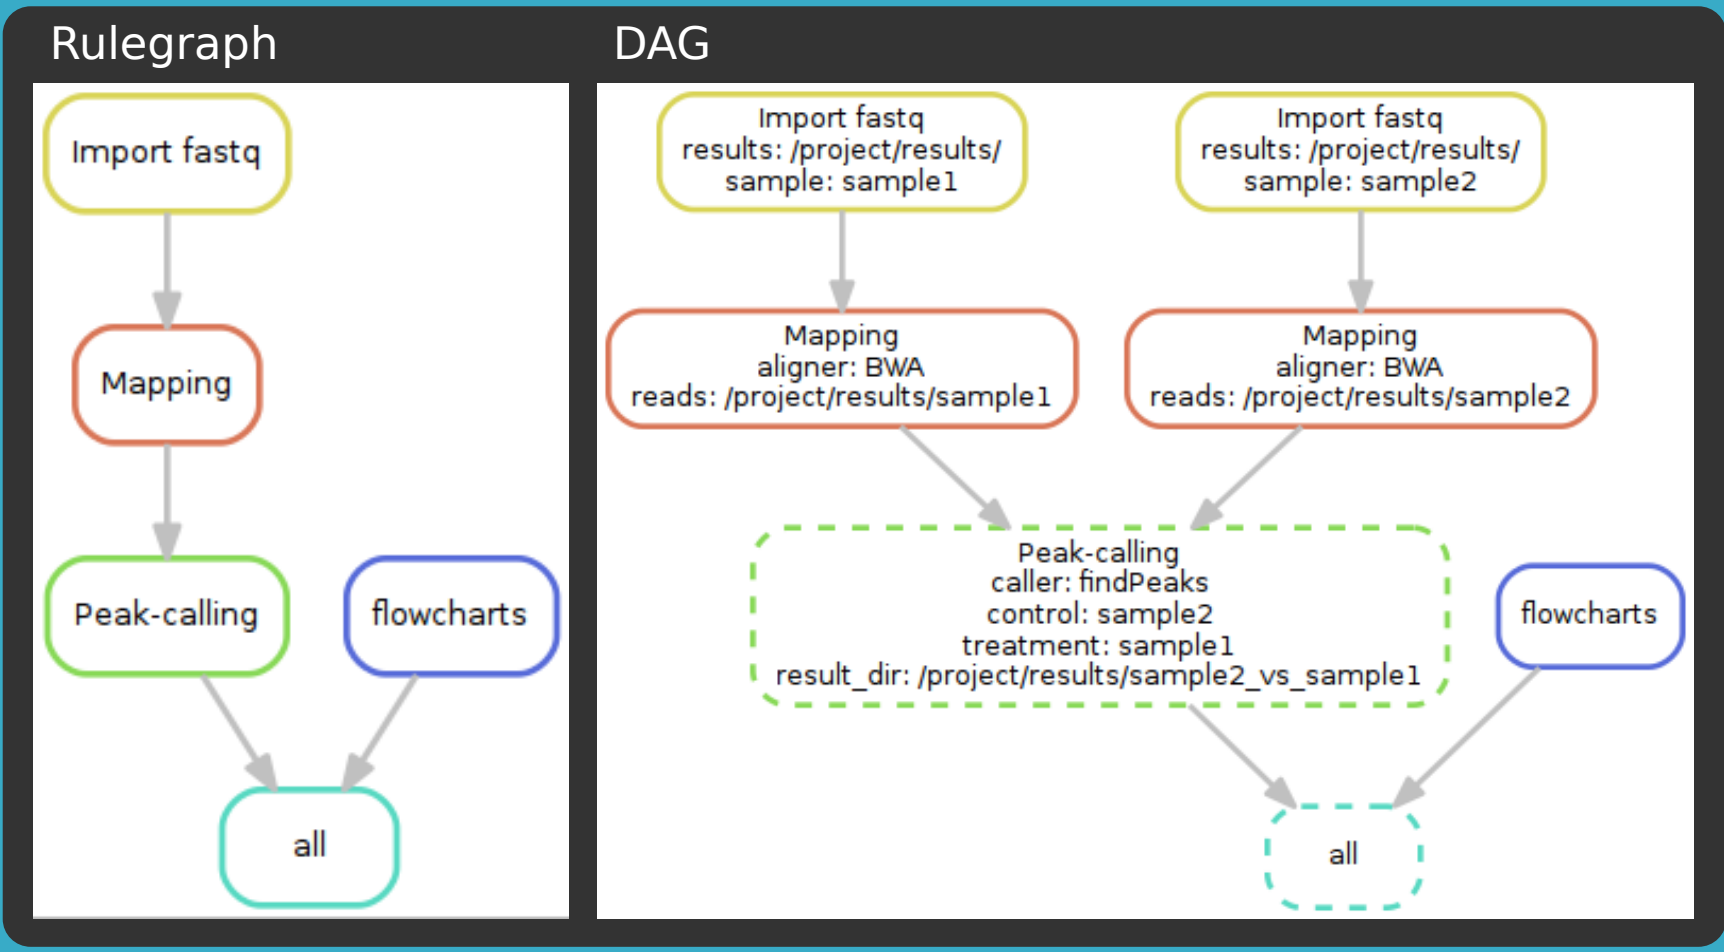 Rulegraph
Import fastq
Mapping
Peak-calling
flowcharts
all
DAG
Import fastq
results: /project/results/
sample: sample1
Import fastq
results: /project/results/
sample: sample2
Mapping
aligner: BWA
reads: /project/results/sample1
Mapping
aligner: BWA
reads: /project/results/sample2
Peak-calling
caller: findPeaks
control: sample2
treatment: sample1
result_dir: /project/results/sample2_vs_sample1
flowcharts
all